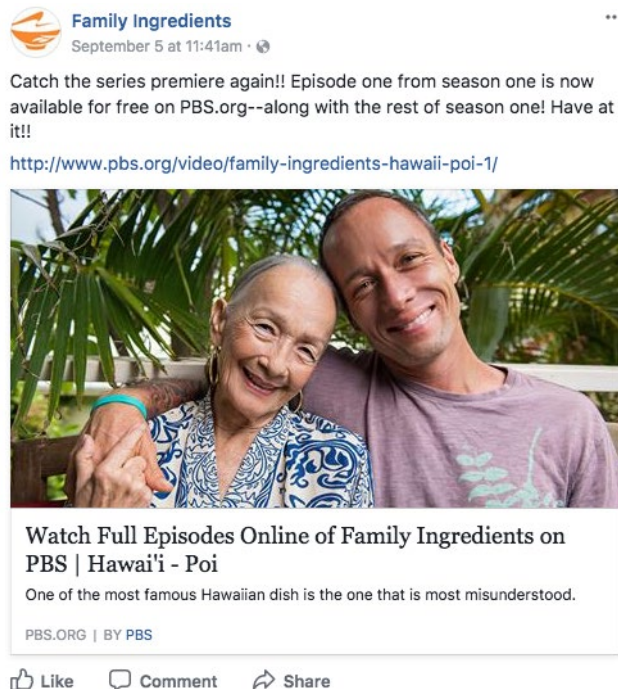 Family Ingredients
September 5 at 11:41am ·
Catch the series premiere again!! Episode one from season one is now
available for free on PBS.org--along with the rest of season one! Have at
it!!
http://www.pbs.org/video/family-ingredients-hawaii-poi-1/
Watch Full Episodes Online of Family Ingredients on
PBS | Hawai'i - Poi
One of the most famous Hawaiian dish is the one that is most misunderstood.
PBS.ORG | BY PBS
Like Comment Share